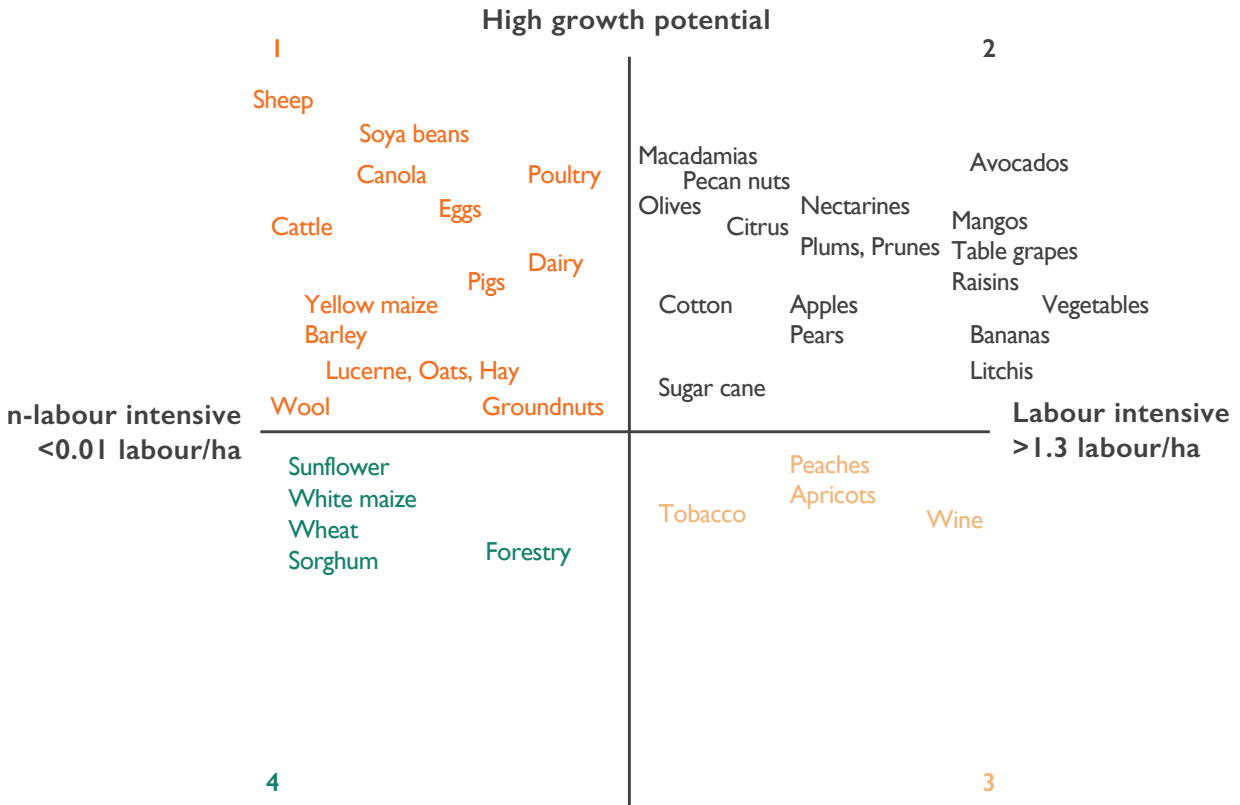 High growth potential
1
2
Sheep
Soya beans
Canola
Poultry
Eggs
Cattle
Dairy
Pigs
Yellow maize
Barley
Lucerne, Oats, Hay
Wool
Groundnuts
Macadamias
Pecan nuts
Avocados
Olives
Nectarines
Citrus
Mangos
Plums, Prunes
Table grapes
Raisins
Cotton
Apples
Vegetables
Pears
Bananas
Litchis
Sugar cane
n-labour intensive
<0.01 labour/ha
Labour intensive
>1.3 labour/ha
Sunflower
White maize
Wheat
Sorghum
Forestry
Peaches
Apricots
Tobacco
Wine
4
3